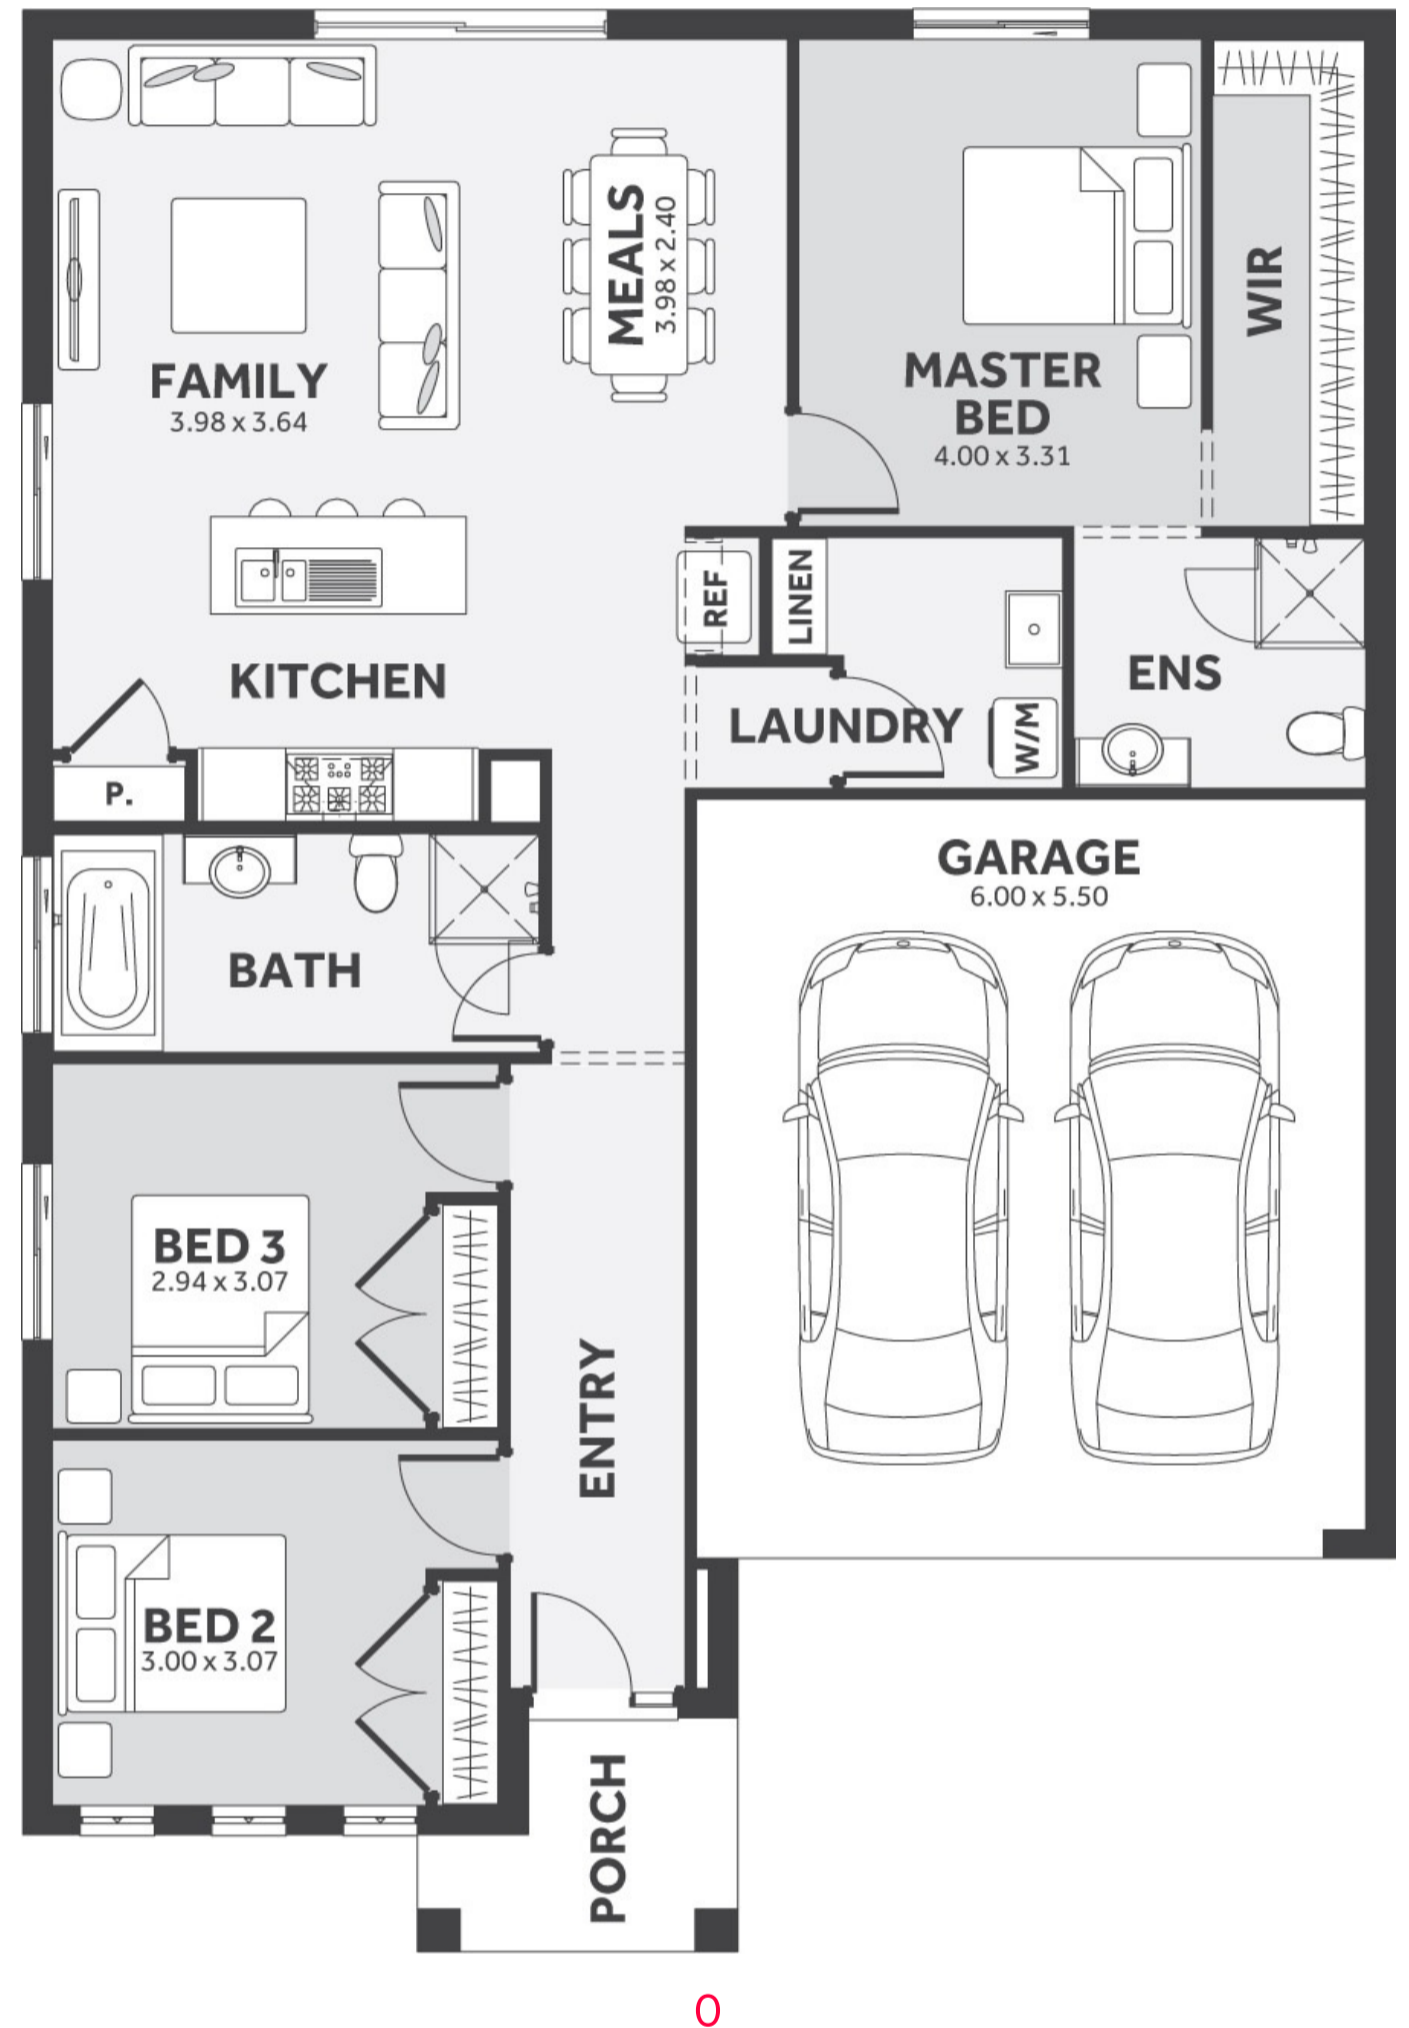 MEALS
3.98 x 2.40
WIR
FAMILY
3.98 x 3.64
MASTER
BED
4.00 x 3.31
REF
LINEN
KITCHEN
ENS
LAUNDRY
W/M
P.
GARAGE
6.00 x 5.50
BATH
BED 3
2.94 x 3.07
ENTRY
BED 2
3.00 x 3.07
PORCH
0